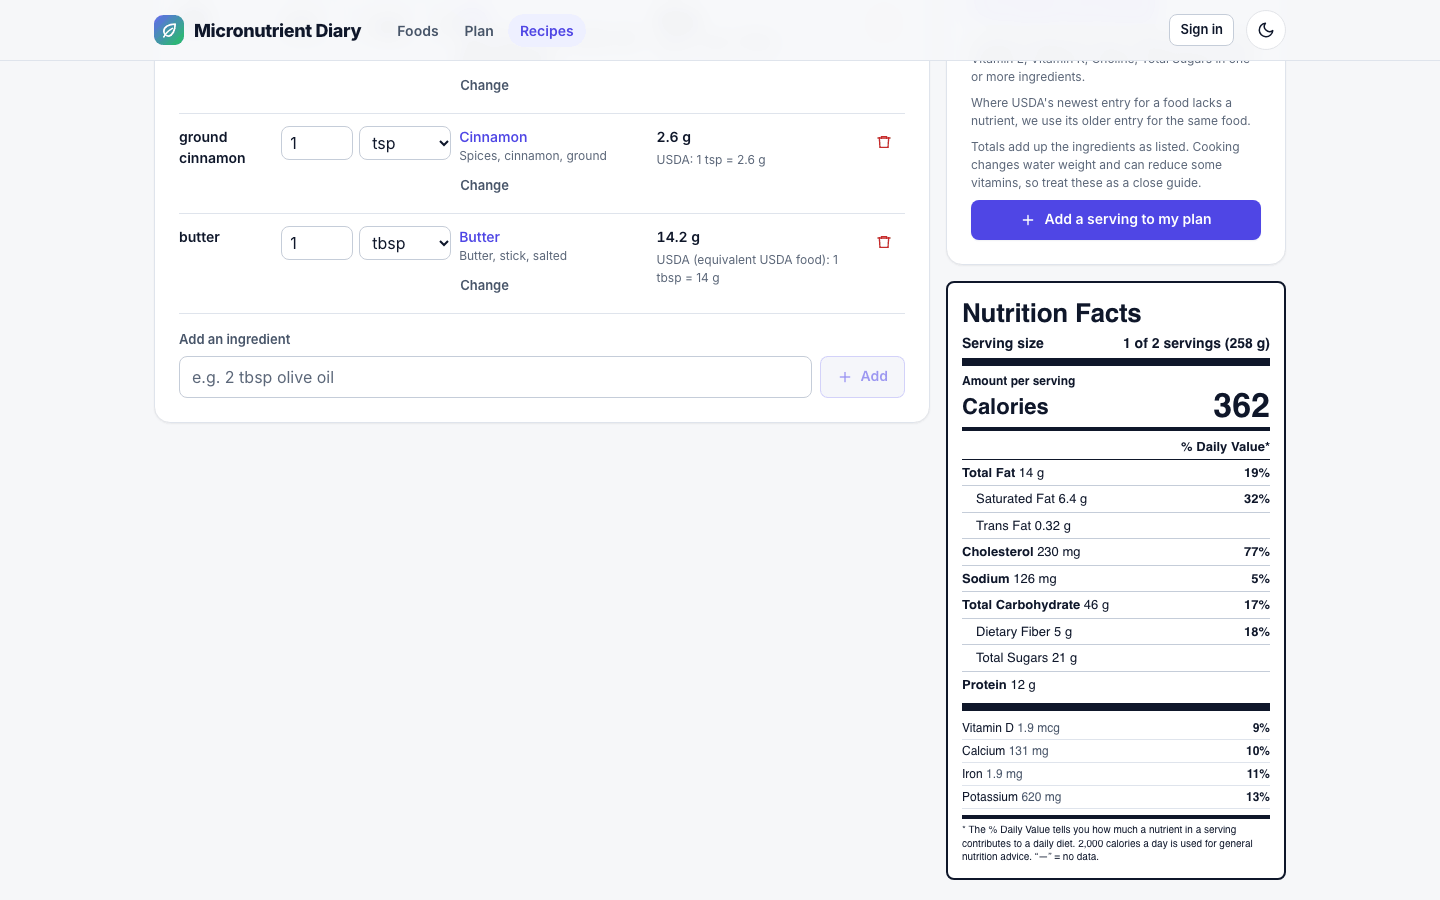 Micronutrient Diary
Foods
Plan
Recipes
Sign in
Change
ground
cinnamon
1
tsp
Cinnamon
Spices, cinnamon, ground
Change
2.6 g
USDA: 1 tsp = 2.6 g
butter
1
tbsp
Butter
Butter, stick, salted
Change
14.2 g
USDA (equivalent USDA food): 1
tbsp = 14 g
Add an ingredient
e.g. 2 tbsp olive oil
Add
or more ingredients.
Where USDA's newest entry for a food lacks a
nutrient, we use its older entry for the same food.
Totals add up the ingredients as listed. Cooking
changes water weight and can reduce some
vitamins, so treat these as a close guide.
Add a serving to my plan
Nutrition Facts
Serving size 1 of 2 servings (258 g)
Amount per serving
Calories 362
% Daily Value*
Total Fat 14 g 19%
Saturated Fat 6.4 g 32%
Trans Fat 0.32 g
Cholesterol 230 mg 77%
Sodium 126 mg 5%
Total Carbohydrate 46 g 17%
Dietary Fiber 5 g 18%
Total Sugars 21 g
Protein 12 g
Vitamin D 1.9 mcg 9%
Calcium 131 mg 10%
Iron 1.9 mg 11%
Potassium 620 mg 13%
* The % Daily Value tells you how much a nutrient in a serving
contributes to a daily diet. 2,000 calories a day is used for general
nutrition advice. “—” = no data.